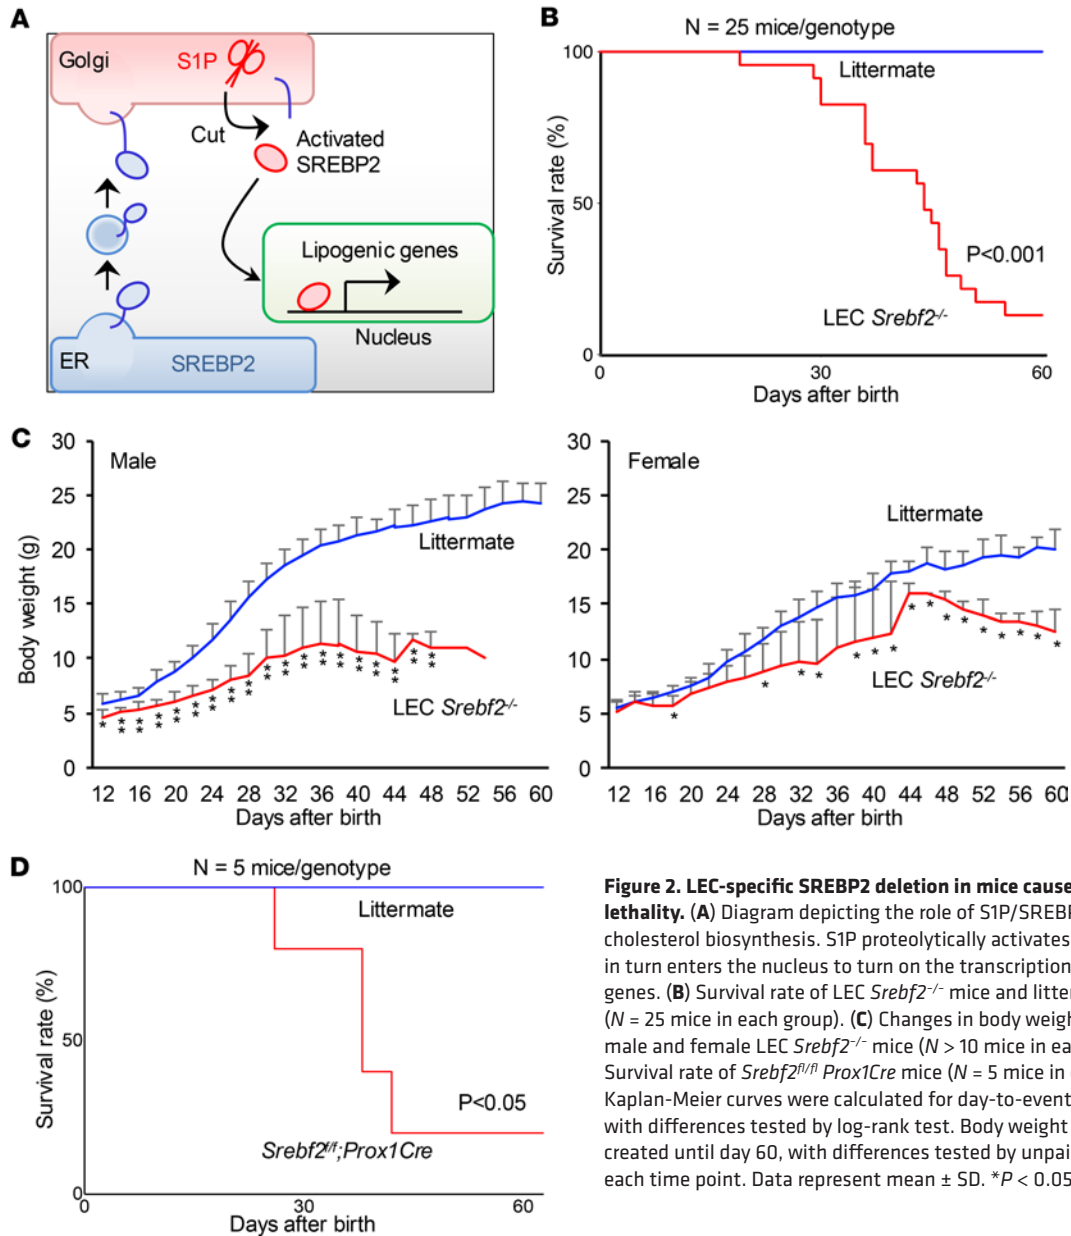 A
Golgi
S1P
Cut
Activated
SREBP2
Lipogenic genes
Nucleus
ER
SREBP2
B
N = 25 mice/genotype
100
Littermate
Survival rate (%)
50
P<0.001
LEC Srebf2-/-
0
0
30
60
Days after birth
C
30
Male
25
Littermate
20
Body weight (g)
15
10
LEC Srebf2-/-
5
0
12 16 20 24 28 32 36 40 44 48 52 56 60
Days after birth
30
Female
25
Littermate
20
15
10
LEC Srebf2-/-
5
0
12 16 20 24 28 32 36 40 44 48 52 56 60
Days after birth
D
N = 5 mice/genotype
100
Littermate
Survival rate (%)
50
P<0.05
Srebf2f/f;Prox1Cre
0
0
30
60
Days after birth
Figure 2. LEC-specific SREBP2 deletion in mice cause
lethality. (A) Diagram depicting the role of S1P/SREBP
cholesterol biosynthesis. S1P proteolytically activates
in turn enters the nucleus to turn on the transcription
genes. (B) Survival rate of LEC Srebf2−/− mice and litter
(N = 25 mice in each group). (C) Changes in body weigh
male and female LEC Srebf2−/− mice (N > 10 mice in ea
Survival rate of Srebf2fl/fl Prox1Cre mice (N = 5 mice in
Kaplan-Meier curves were calculated for day-to-event
with differences tested by log-rank test. Body weight
created until day 60, with differences tested by unpai
each time point. Data represent mean ± SD. *P < 0.05